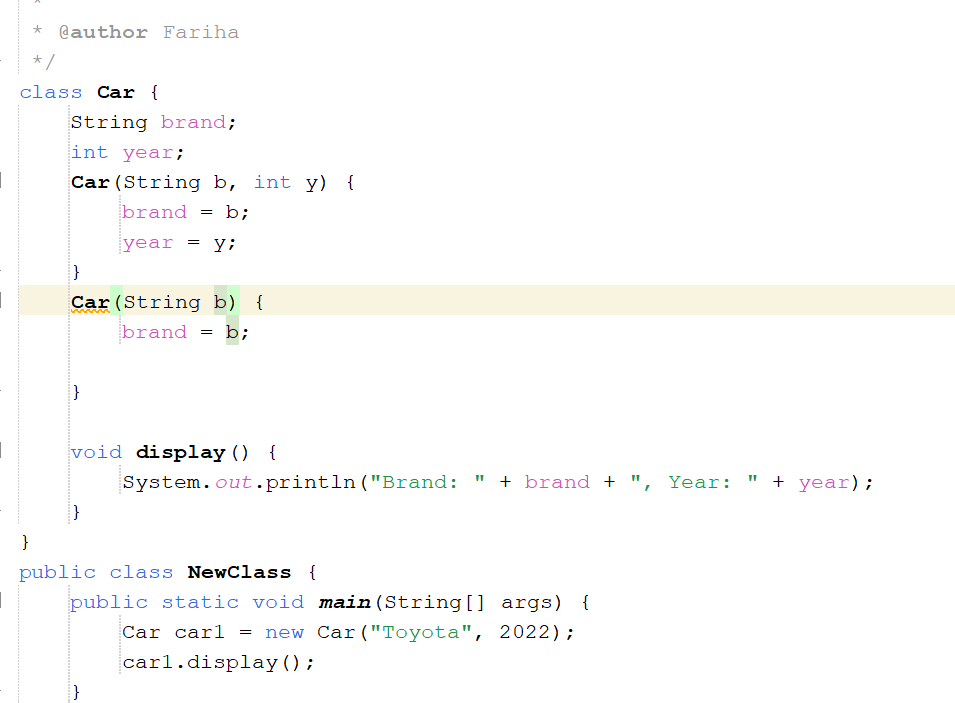 *
* @author Fariha
*/
class Car {
String brand;
int year;
Car(String b, int y) {
brand = b;
year = y;
}
Car(String b) {
brand = b;
}
void display() {
System.out.println("Brand: " + brand + ", Year: " + year);
}
}
public class NewClass {
public static void main(String[] args) {
Car car1 = new Car("Toyota", 2022);
car1.display();
}